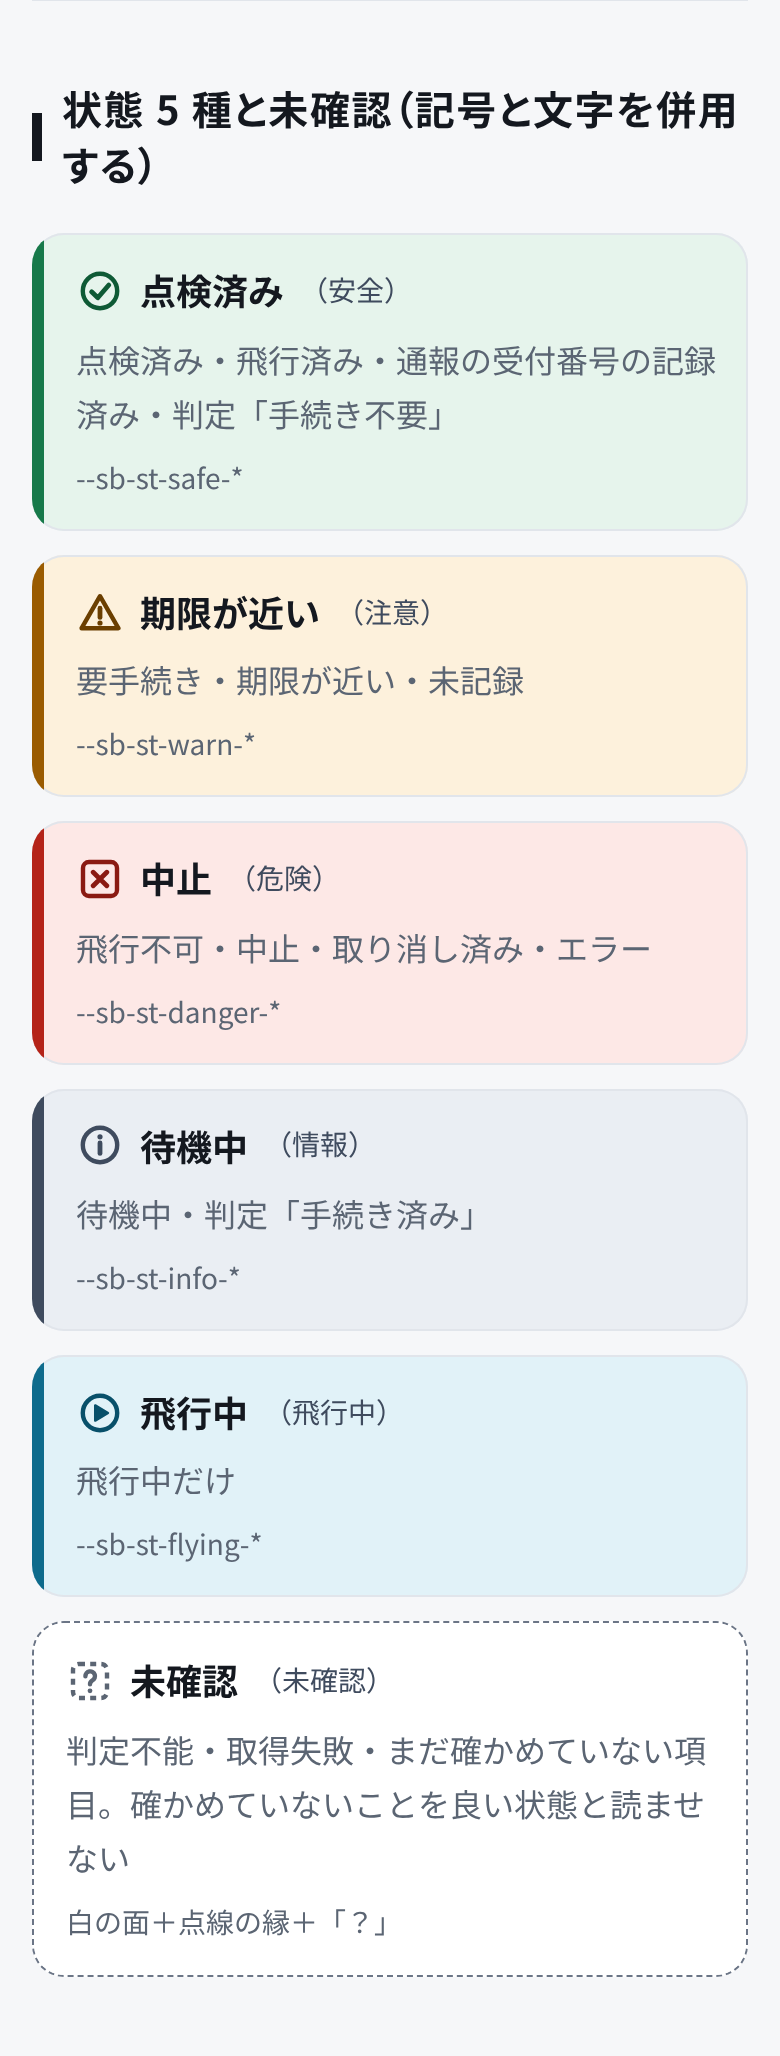 状態 5 種と未確認（記号と文字を併用
する）
点検済み （安全）
点検済み・飛行済み・通報の受付番号の記録
済み・判定「手続き不要」
--sb-st-safe-*
期限が近い （注意）
要手続き・期限が近い・未記録
--sb-st-warn-*
中止 （危険）
飛行不可・中止・取り消し済み・エラー
--sb-st-danger-*
待機中 （情報）
待機中・判定「手続き済み」
--sb-st-info-*
飛行中 （飛行中）
飛行中だけ
--sb-st-flying-*
未確認 （未確認）
判定不能・取得失敗・まだ確かめていない項
目。確かめていないことを良い状態と読ませ
ない
白の面＋点線の縁＋「？」